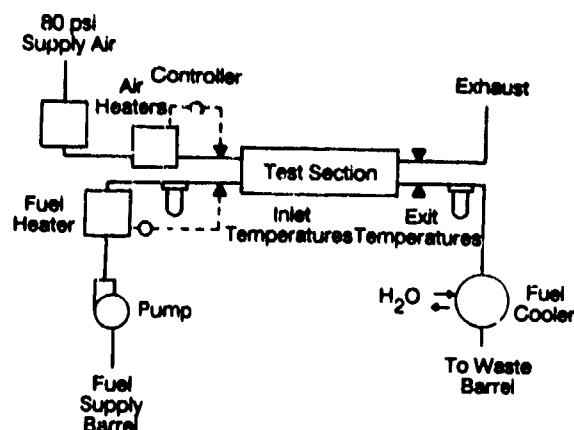 80 psi
Supply Air
Air
Heaters
Controller
Exhaust
Test Section
Fuel
Heater
Inlet
Temperatures
Exit
Temperatures
Pump
H2O
Fuel
Cooler
Fuel
Supply
Barrel
To Waste
Barrel